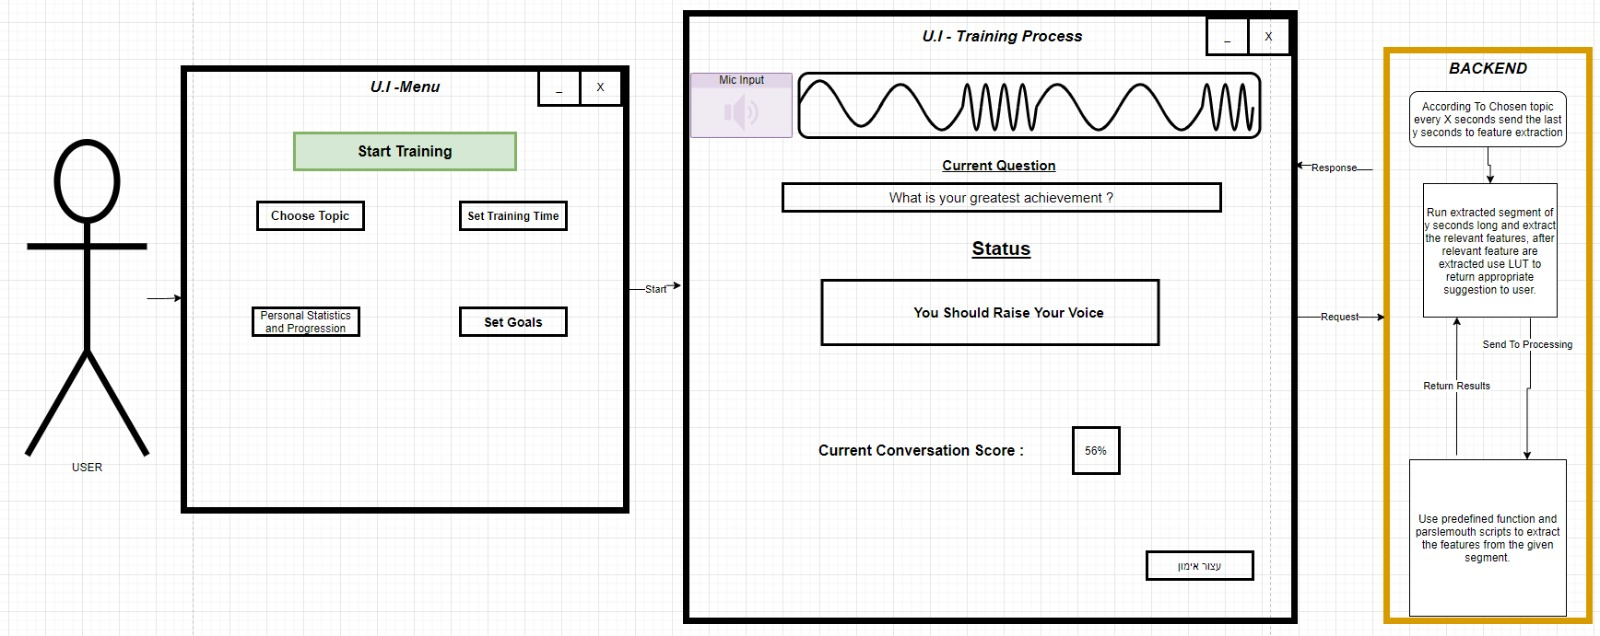 U.I -Menu
_
X
Start Training
Choose Topic
Set Training Time
Personal Statistics
and Progression
Set Goals
USER
Start
U.I - Training Process
_
X
Mic Input
Current Question
What is your greatest achievement ?
Status
You Should Raise Your Voice
Current Conversation Score :
56%
עצור אימון
Response
Request
BACKEND
According To Chosen topic
every X seconds send the last
y seconds to feature extraction
Run extracted segment of
y seconds long and extract
the relevant features, after
relevant feature are
extracted use LUT to
return appropriate
suggestion to user.
Send To Processing
Return Results
Use predefined function and
parslemouth scripts to extract
the features from the given
segment.